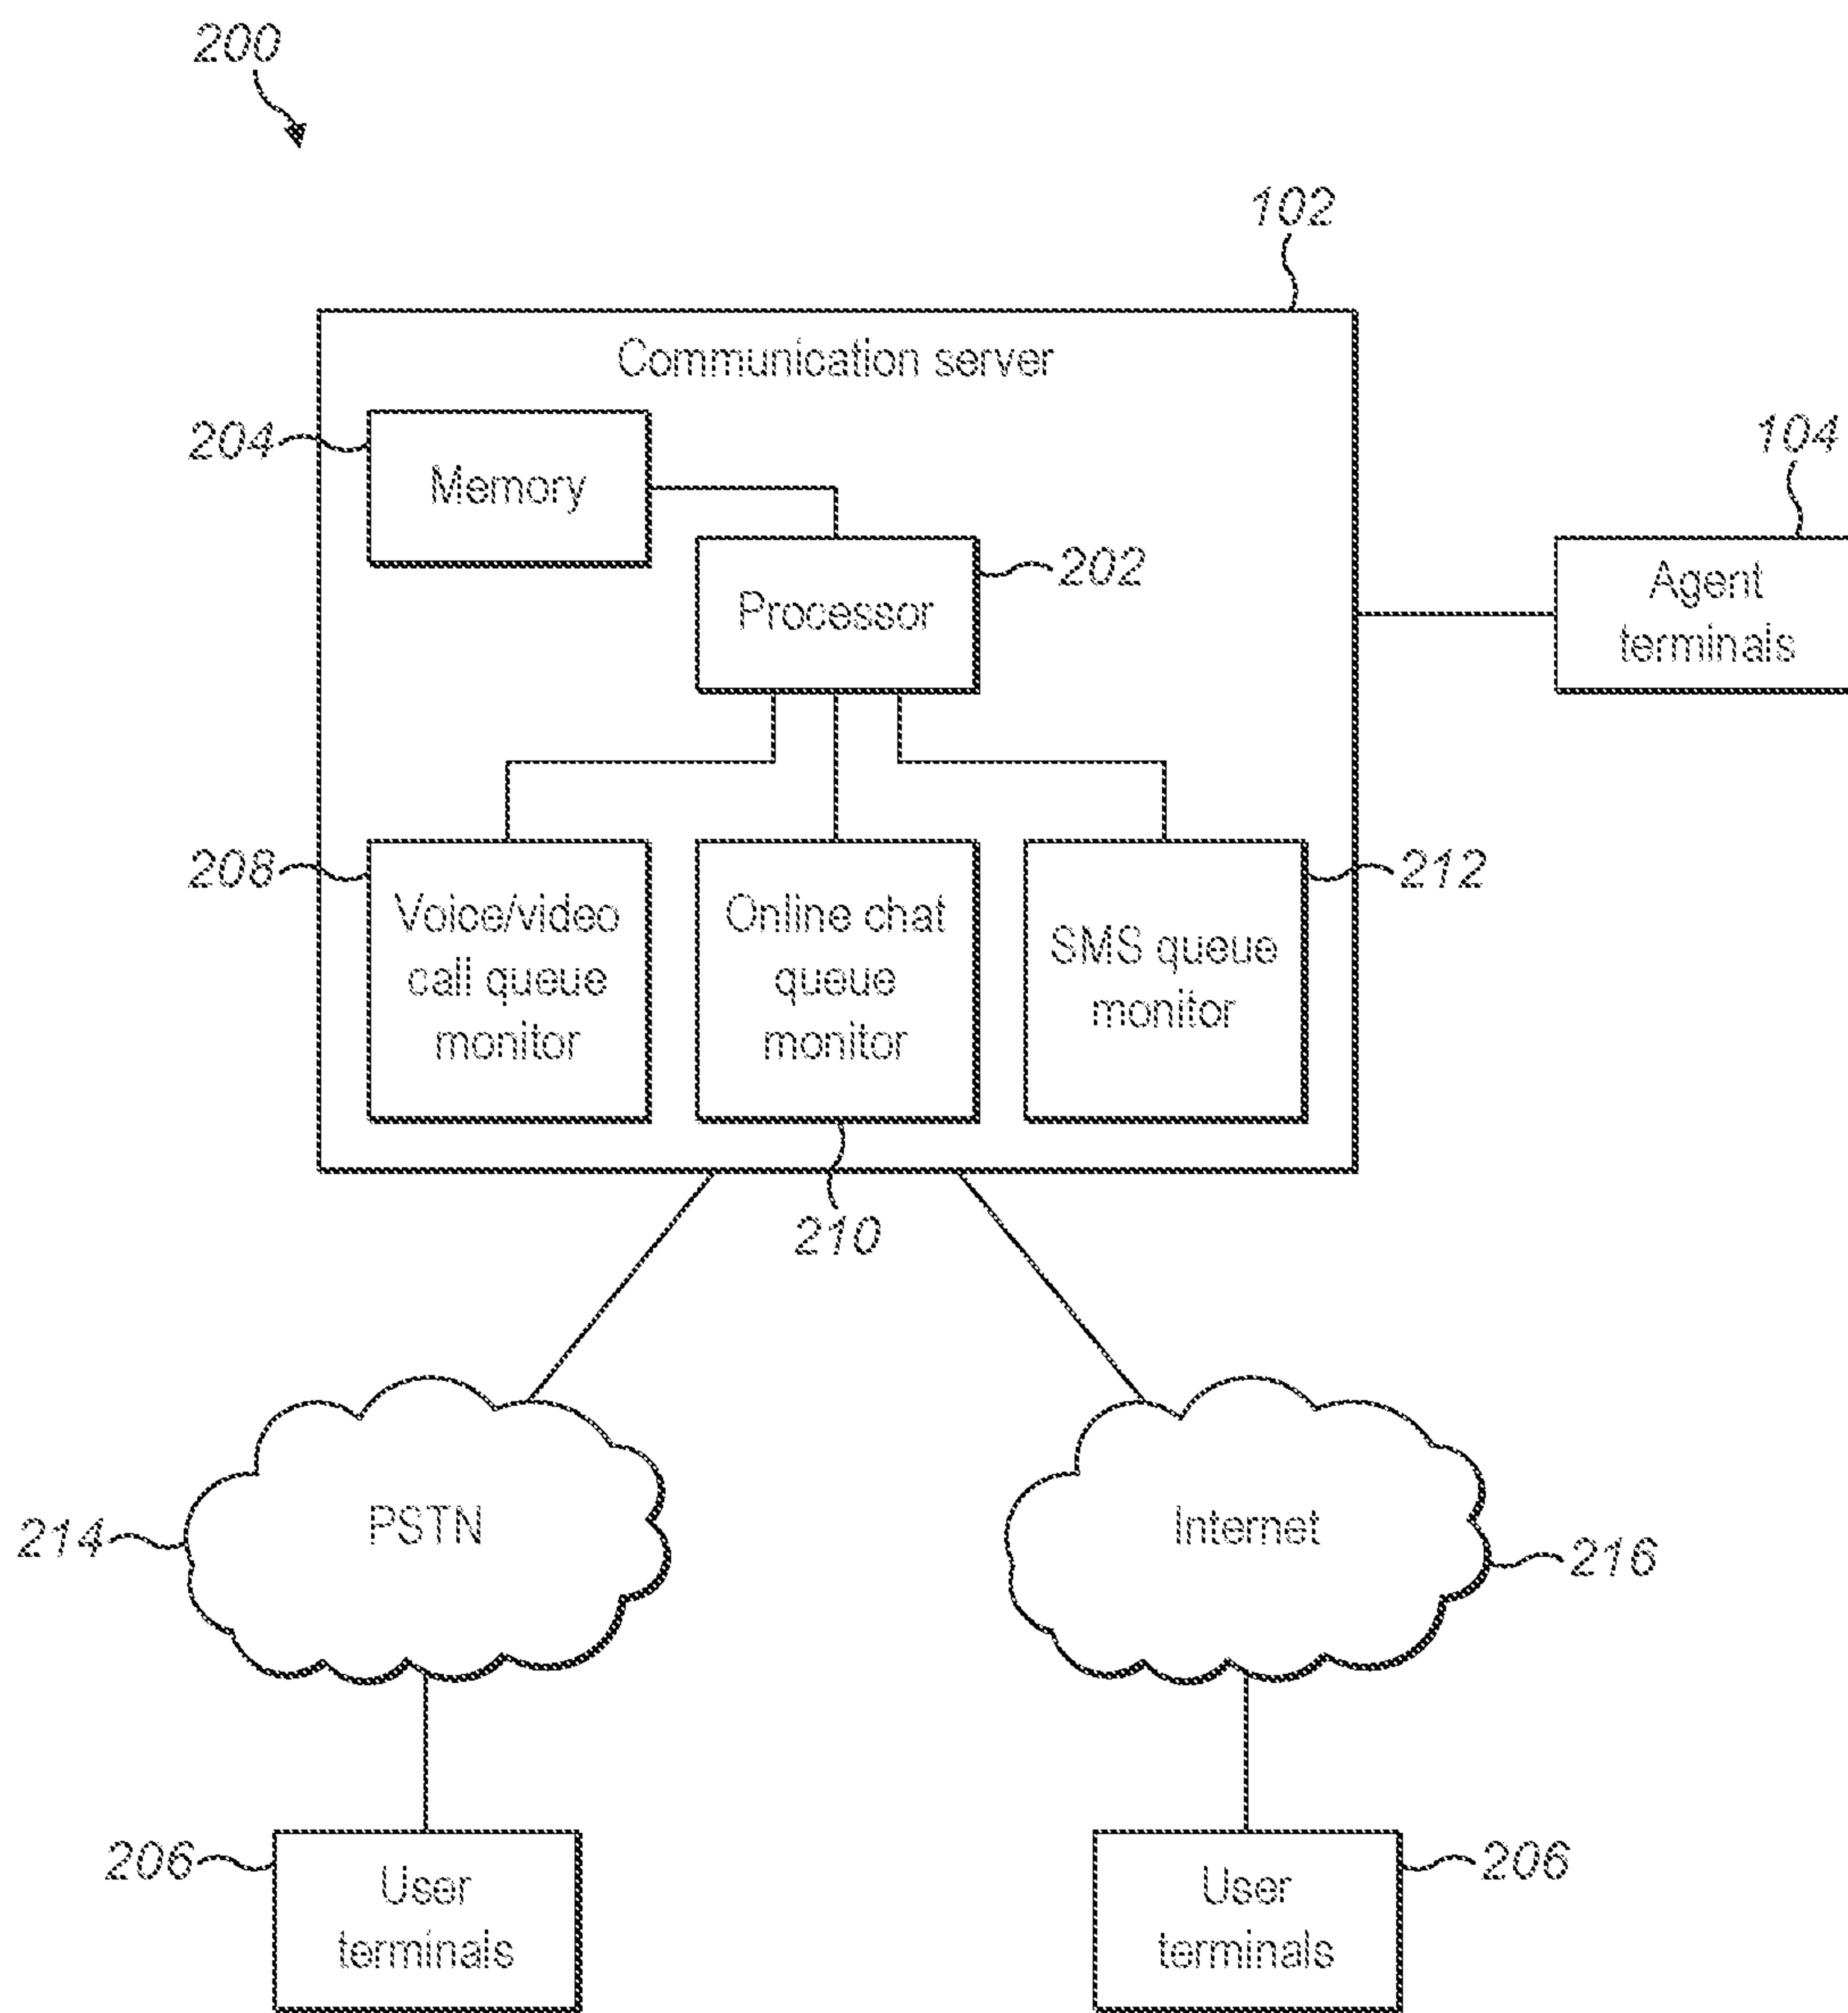 200
102
Communication server
204
Memory
104
202
Processor
Agent
terminals
208
Voice/video
call queue
monitor
Online chat
queue
monitor
212
SMS queue
monitor
210
214
PSTN
Internet
216
206
User
terminals
User
terminals
206